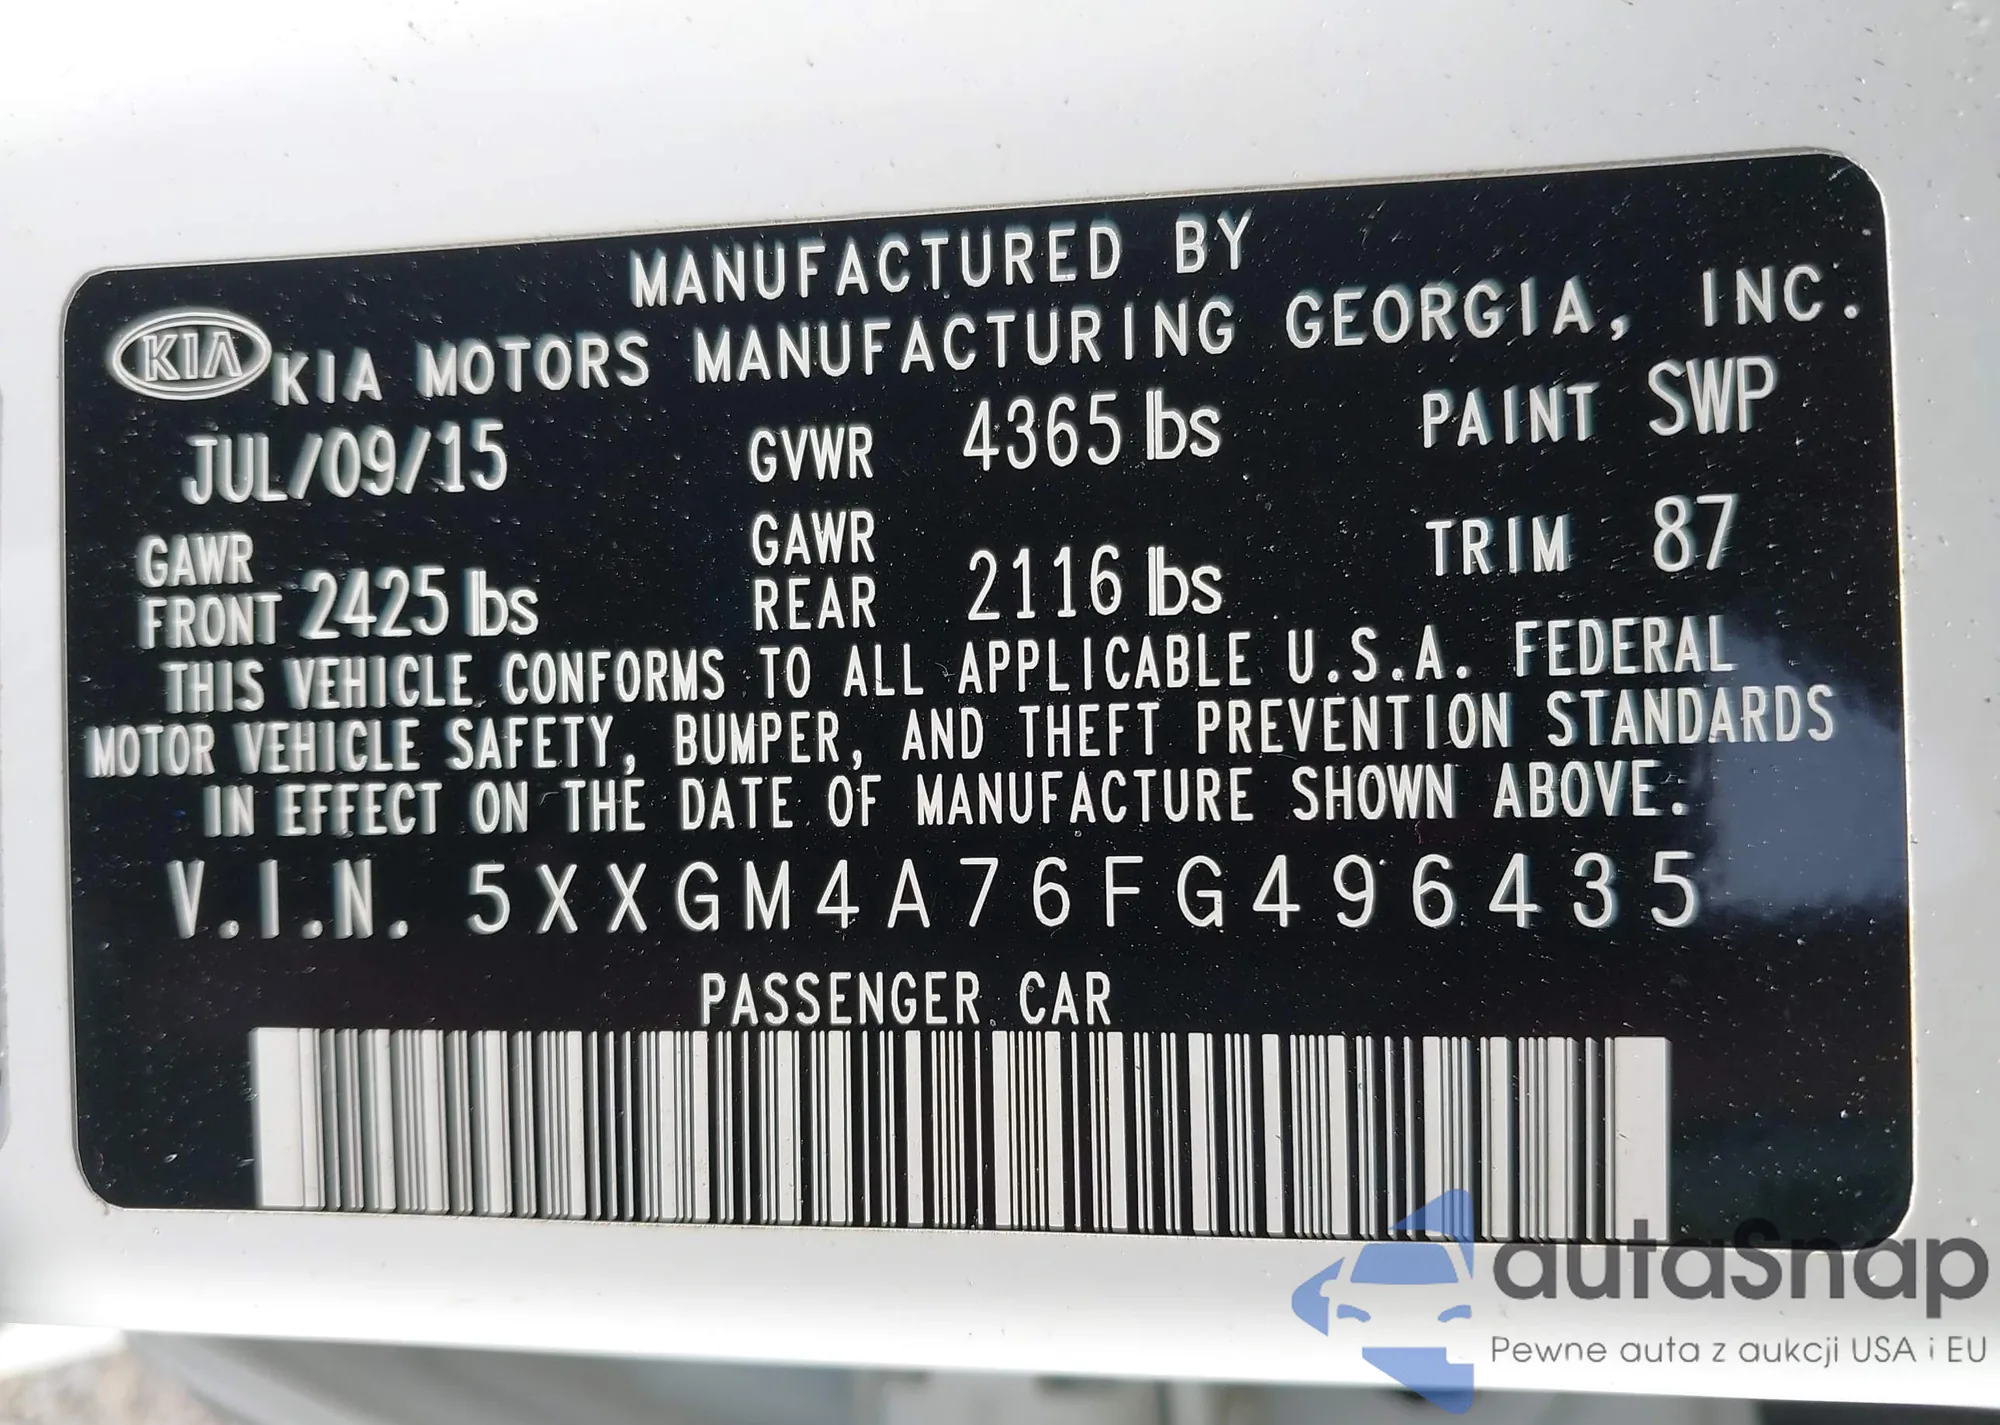 MANUFACTURED BY
KIA KIA MOTORS MANUFACTURING GEORGIA, INC.
JUL/09/15 GVWR 4365 lbs PAINT SWP
GAWR FRONT 2425 lbs GAWR REAR 2116 lbs TRIM 87
THIS VEHICLE CONFORMS TO ALL APPLICABLE U.S.A. FEDERAL
MOTOR VEHICLE SAFETY, BUMPER, AND THEFT PREVENTION STANDARDS
IN EFFECT ON THE DATE OF MANUFACTURE SHOWN ABOVE.
V.I.N. 5XXGM4A76FG496435
PASSENGER CAR
autaSnap
Pewne auta z aukcji USA i EU